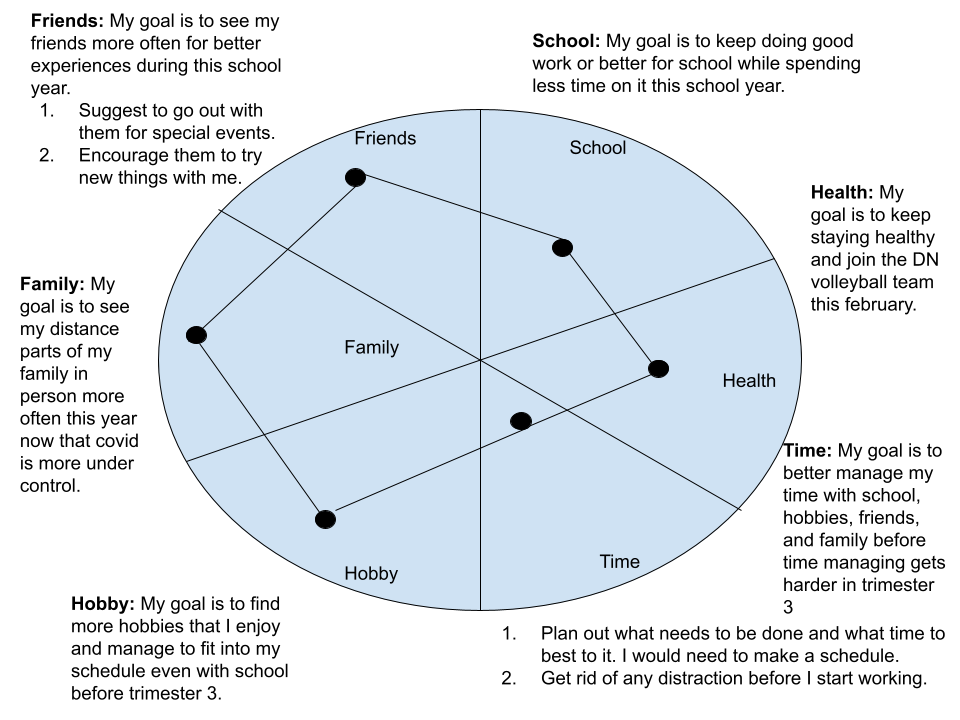 Friends: My goal is to see my
friends more often for better
experiences during this school
year.
1. Suggest to go out with
them for special events.
2. Encourage them to try
new things with me.
School: My goal is to keep doing good
work or better for school while spending
less time on it this school year.
Friends
School
Health: My
goal is to keep
staying healthy
and join the DN
volleyball team
this february.
Family: My
goal is to see
my distance
parts of my
family in
person more
often this year
now that covid
is more under
control.
Family
Health
Time: My goal is to
better manage my
time with school,
hobbies, friends,
and family before
time managing gets
harder in trimester
3
Hobby
Time
Hobby: My goal is to find
more hobbies that I enjoy
and manage to fit into my
schedule even with school
before trimester 3.
1. Plan out what needs to be done and what time to
best to it. I would need to make a schedule.
2. Get rid of any distraction before I start working.